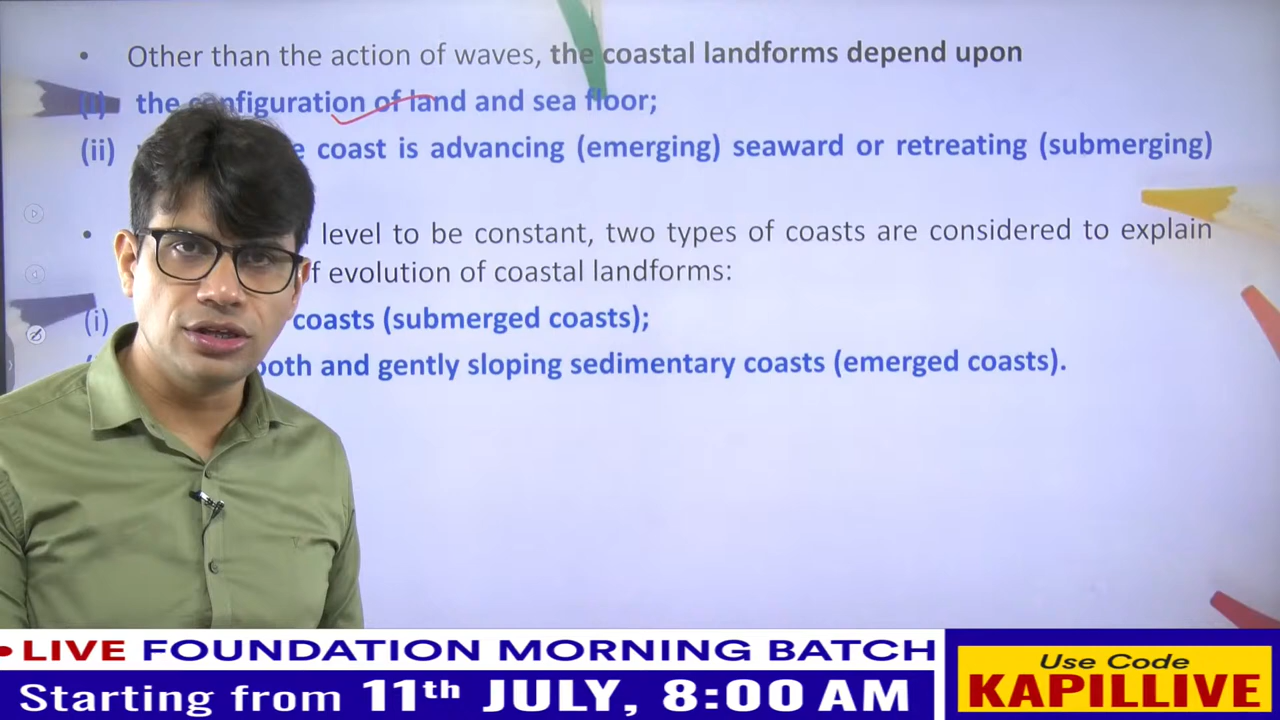 • Other than the action of waves, the coastal landforms depend upon
(i) the configuration of land and sea floor;
(ii) coast is advancing (emerging) seaward or retreating (submerging)
• level to be constant, two types of coasts are considered to explain
of evolution of coastal landforms:
(i) coasts (submerged coasts);
and gently sloping sedimentary coasts (emerged coasts).
• LIVE FOUNDATION MORNING BATCH
Starting from 11th JULY, 8:00 AM
Use Code
KAPILLIVE